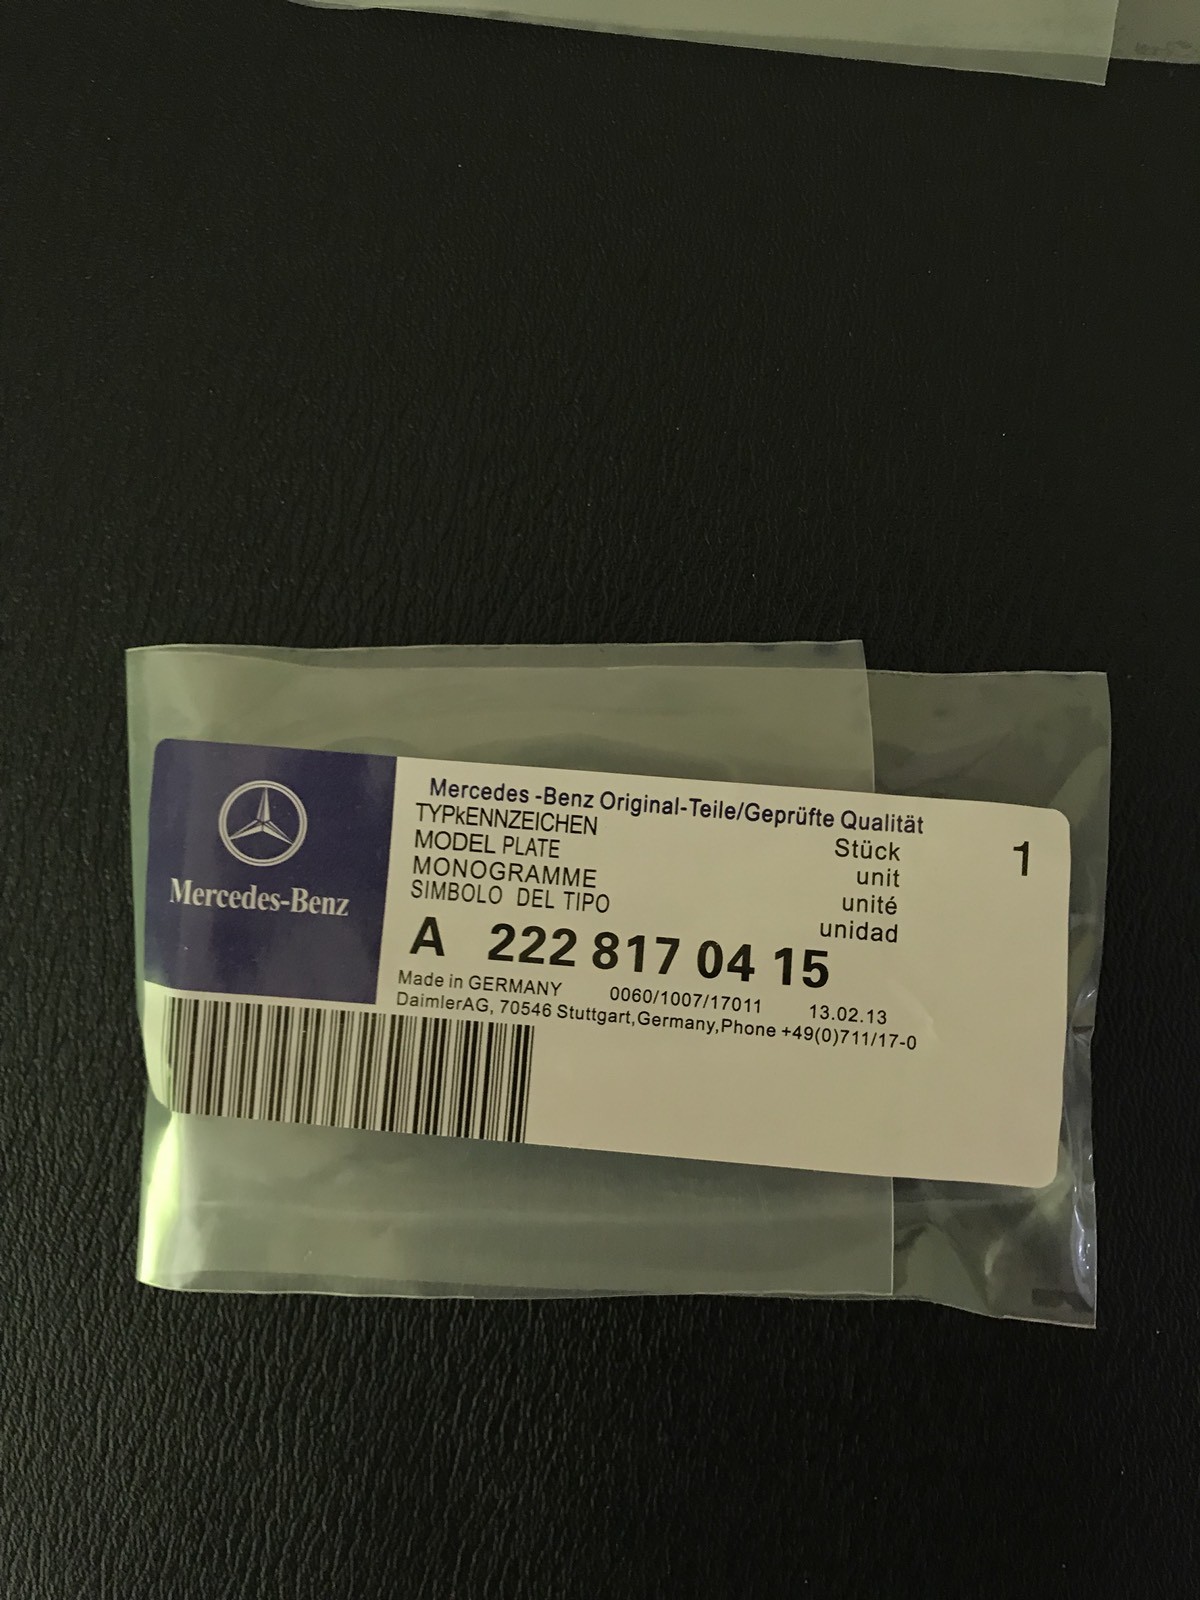 Mercedes-Benz
Mercedes -Benz Original-Teile/Geprüfte Qualität
TYPkENNZEICHEN
MODEL PLATE
MONOGRAMME
SIMBOLO DEL TIPO
Stück
unit
unité
unidad
1
A 222 817 04 15
Made in GERMANY 0060/1007/17011 13.02.13
DaimlerAG, 70546 Stuttgart,Germany,Phone +49(0)711/17-0